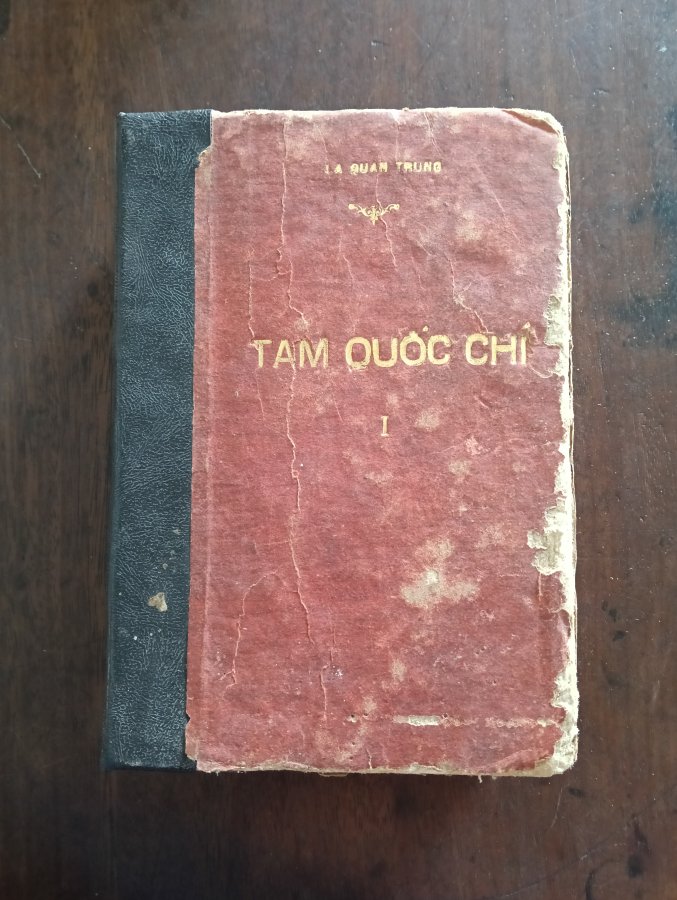 LA QUAN TRUNG
TAM QUỐC CHÍ
I